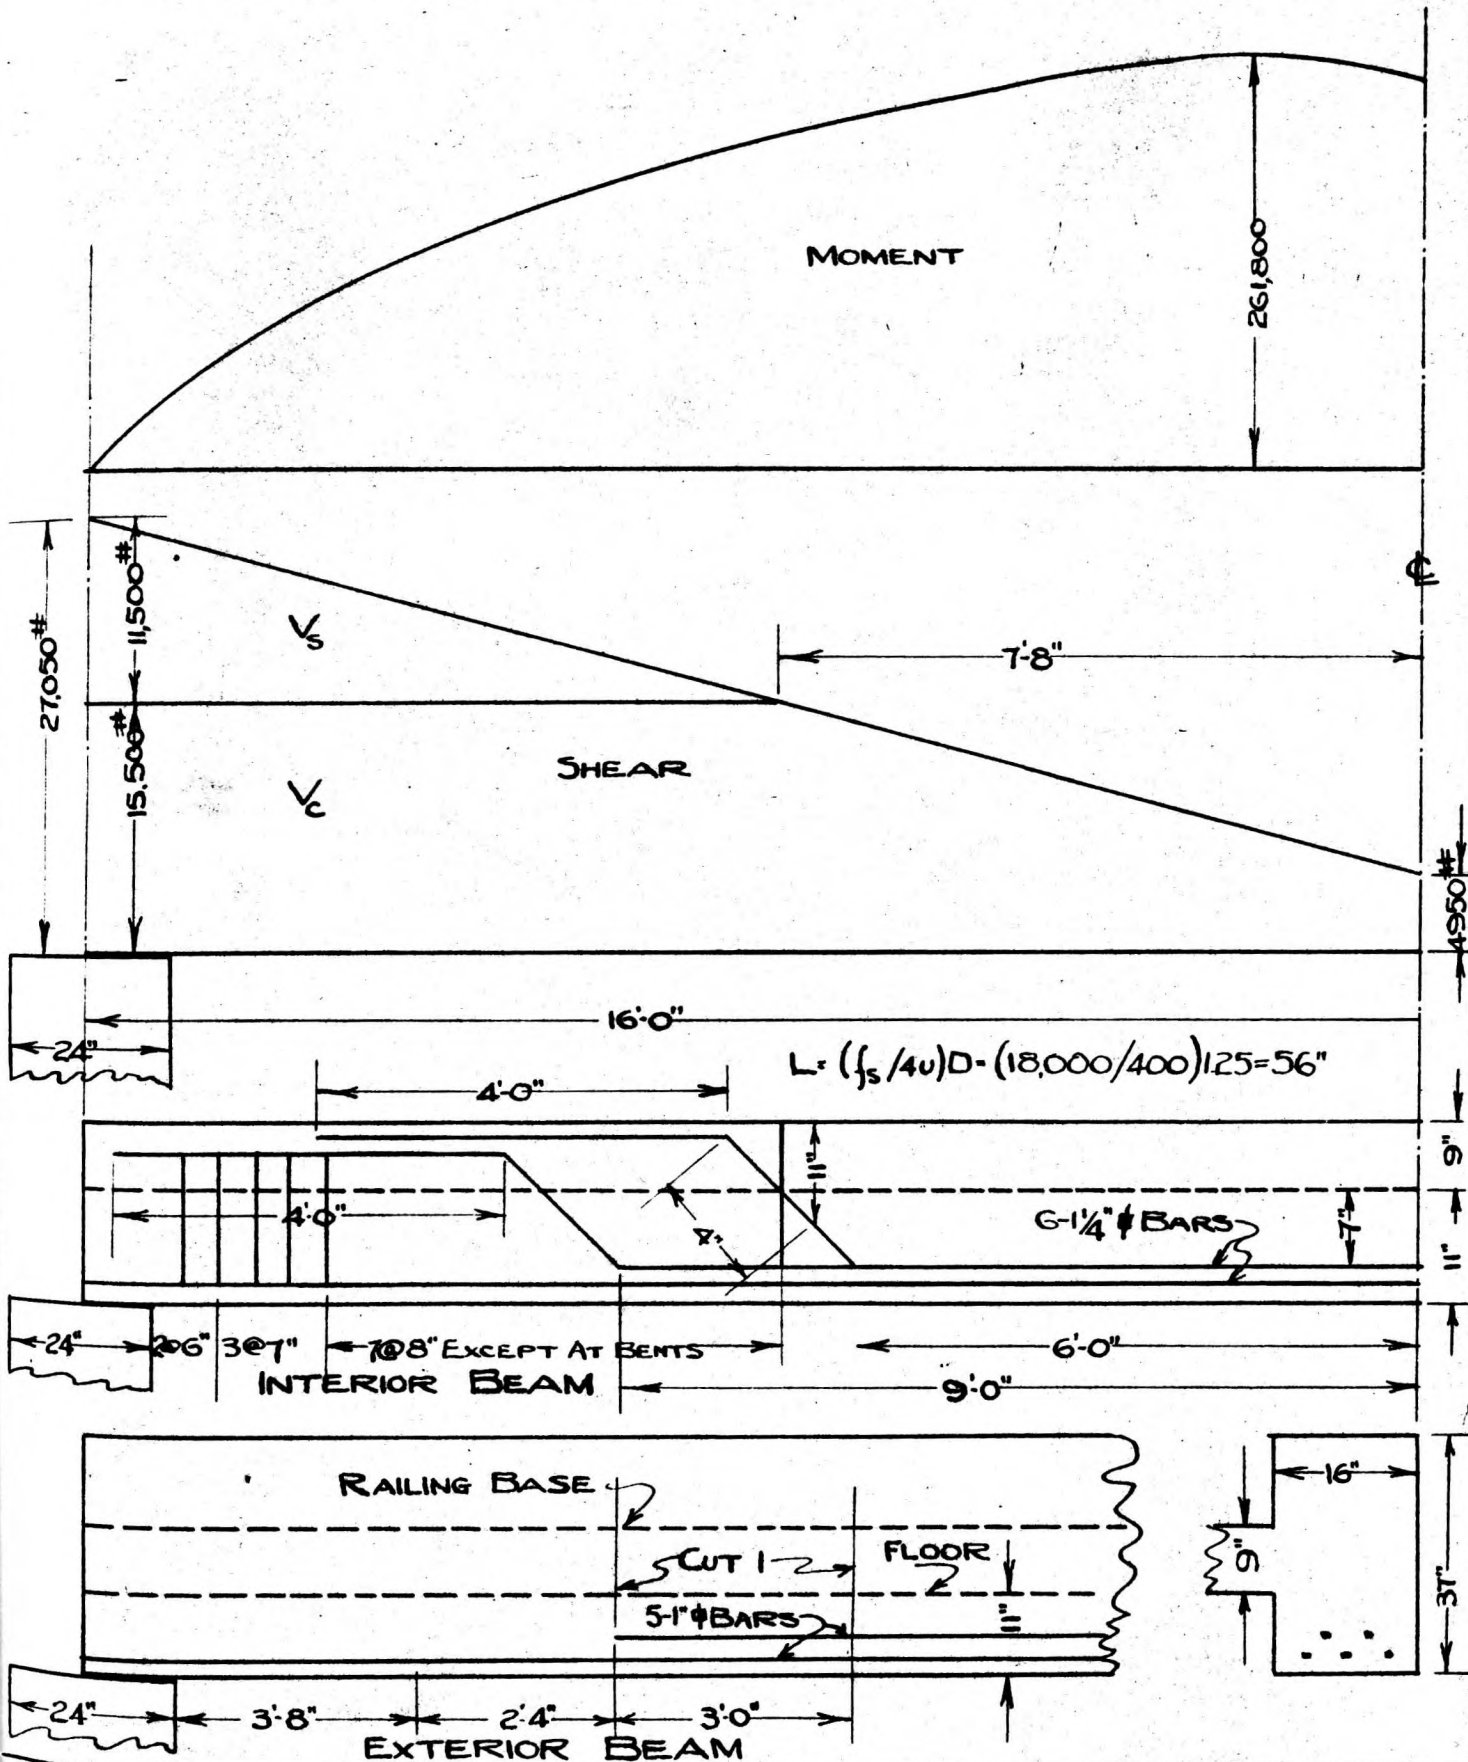 MOMENT
261,800
27,050#
11,500#
15,500#
Vs
Vc
SHEAR
7'-8"
℄
4950#
16'-0"
24"
L= (fs/4u)D=(18,000/400)1.25=56"
4'-0"
4'-0"
11"
9"
6-1¼"⌽ BARS
7"
11"
24"
2@6"
3@7"
7@8" EXCEPT AT BENTS
6'-0"
INTERIOR BEAM
9'-0"
RAILING BASE
16"
CUT 1
FLOOR
9"
37"
5-1"⌽BARS
11"
24"
3'-8"
2'-4"
3'-0"
EXTERIOR BEAM